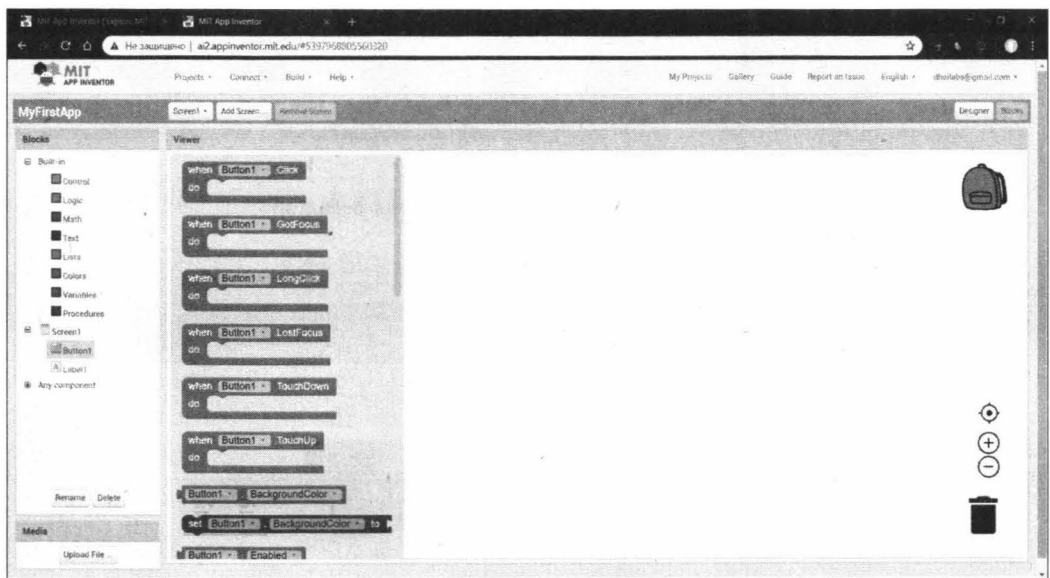 MIT App Inventor
Не защищено | ai2.appinventor.mit.edu/#5397968805560320
MIT
APP INVENTOR
Projects Connect Build Help
My Projects Gallery Guide Report an Issue English
MyFirstApp
Screen1 Add Screen ... Remove Screen
Designer Blocks
Blocks
Viewer
Built-in
Control
Logic
Math
Text
Lists
Colors
Variables
Procedures
Screen1
Button1
Label1
Any component
Rename Delete
Media
Upload File ...
when Button1 .Click
do
when Button1 .GotFocus
do
when Button1 .LongClick
do
when Button1 .LostFocus
do
when Button1 .TouchDown
do
when Button1 .TouchUp
do
Button1 . BackgroundColor
set Button1 . BackgroundColor to
Button1 . Enabled